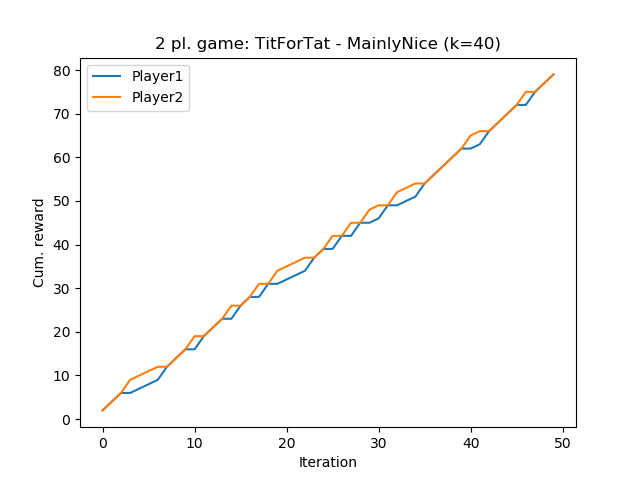 2 pl. game: TitForTat - MainlyNice (k=40)
Player1
Player2
80
70
60
50
40
30
20
10
0
Cum. reward
0 10 20 30 40 50
Iteration